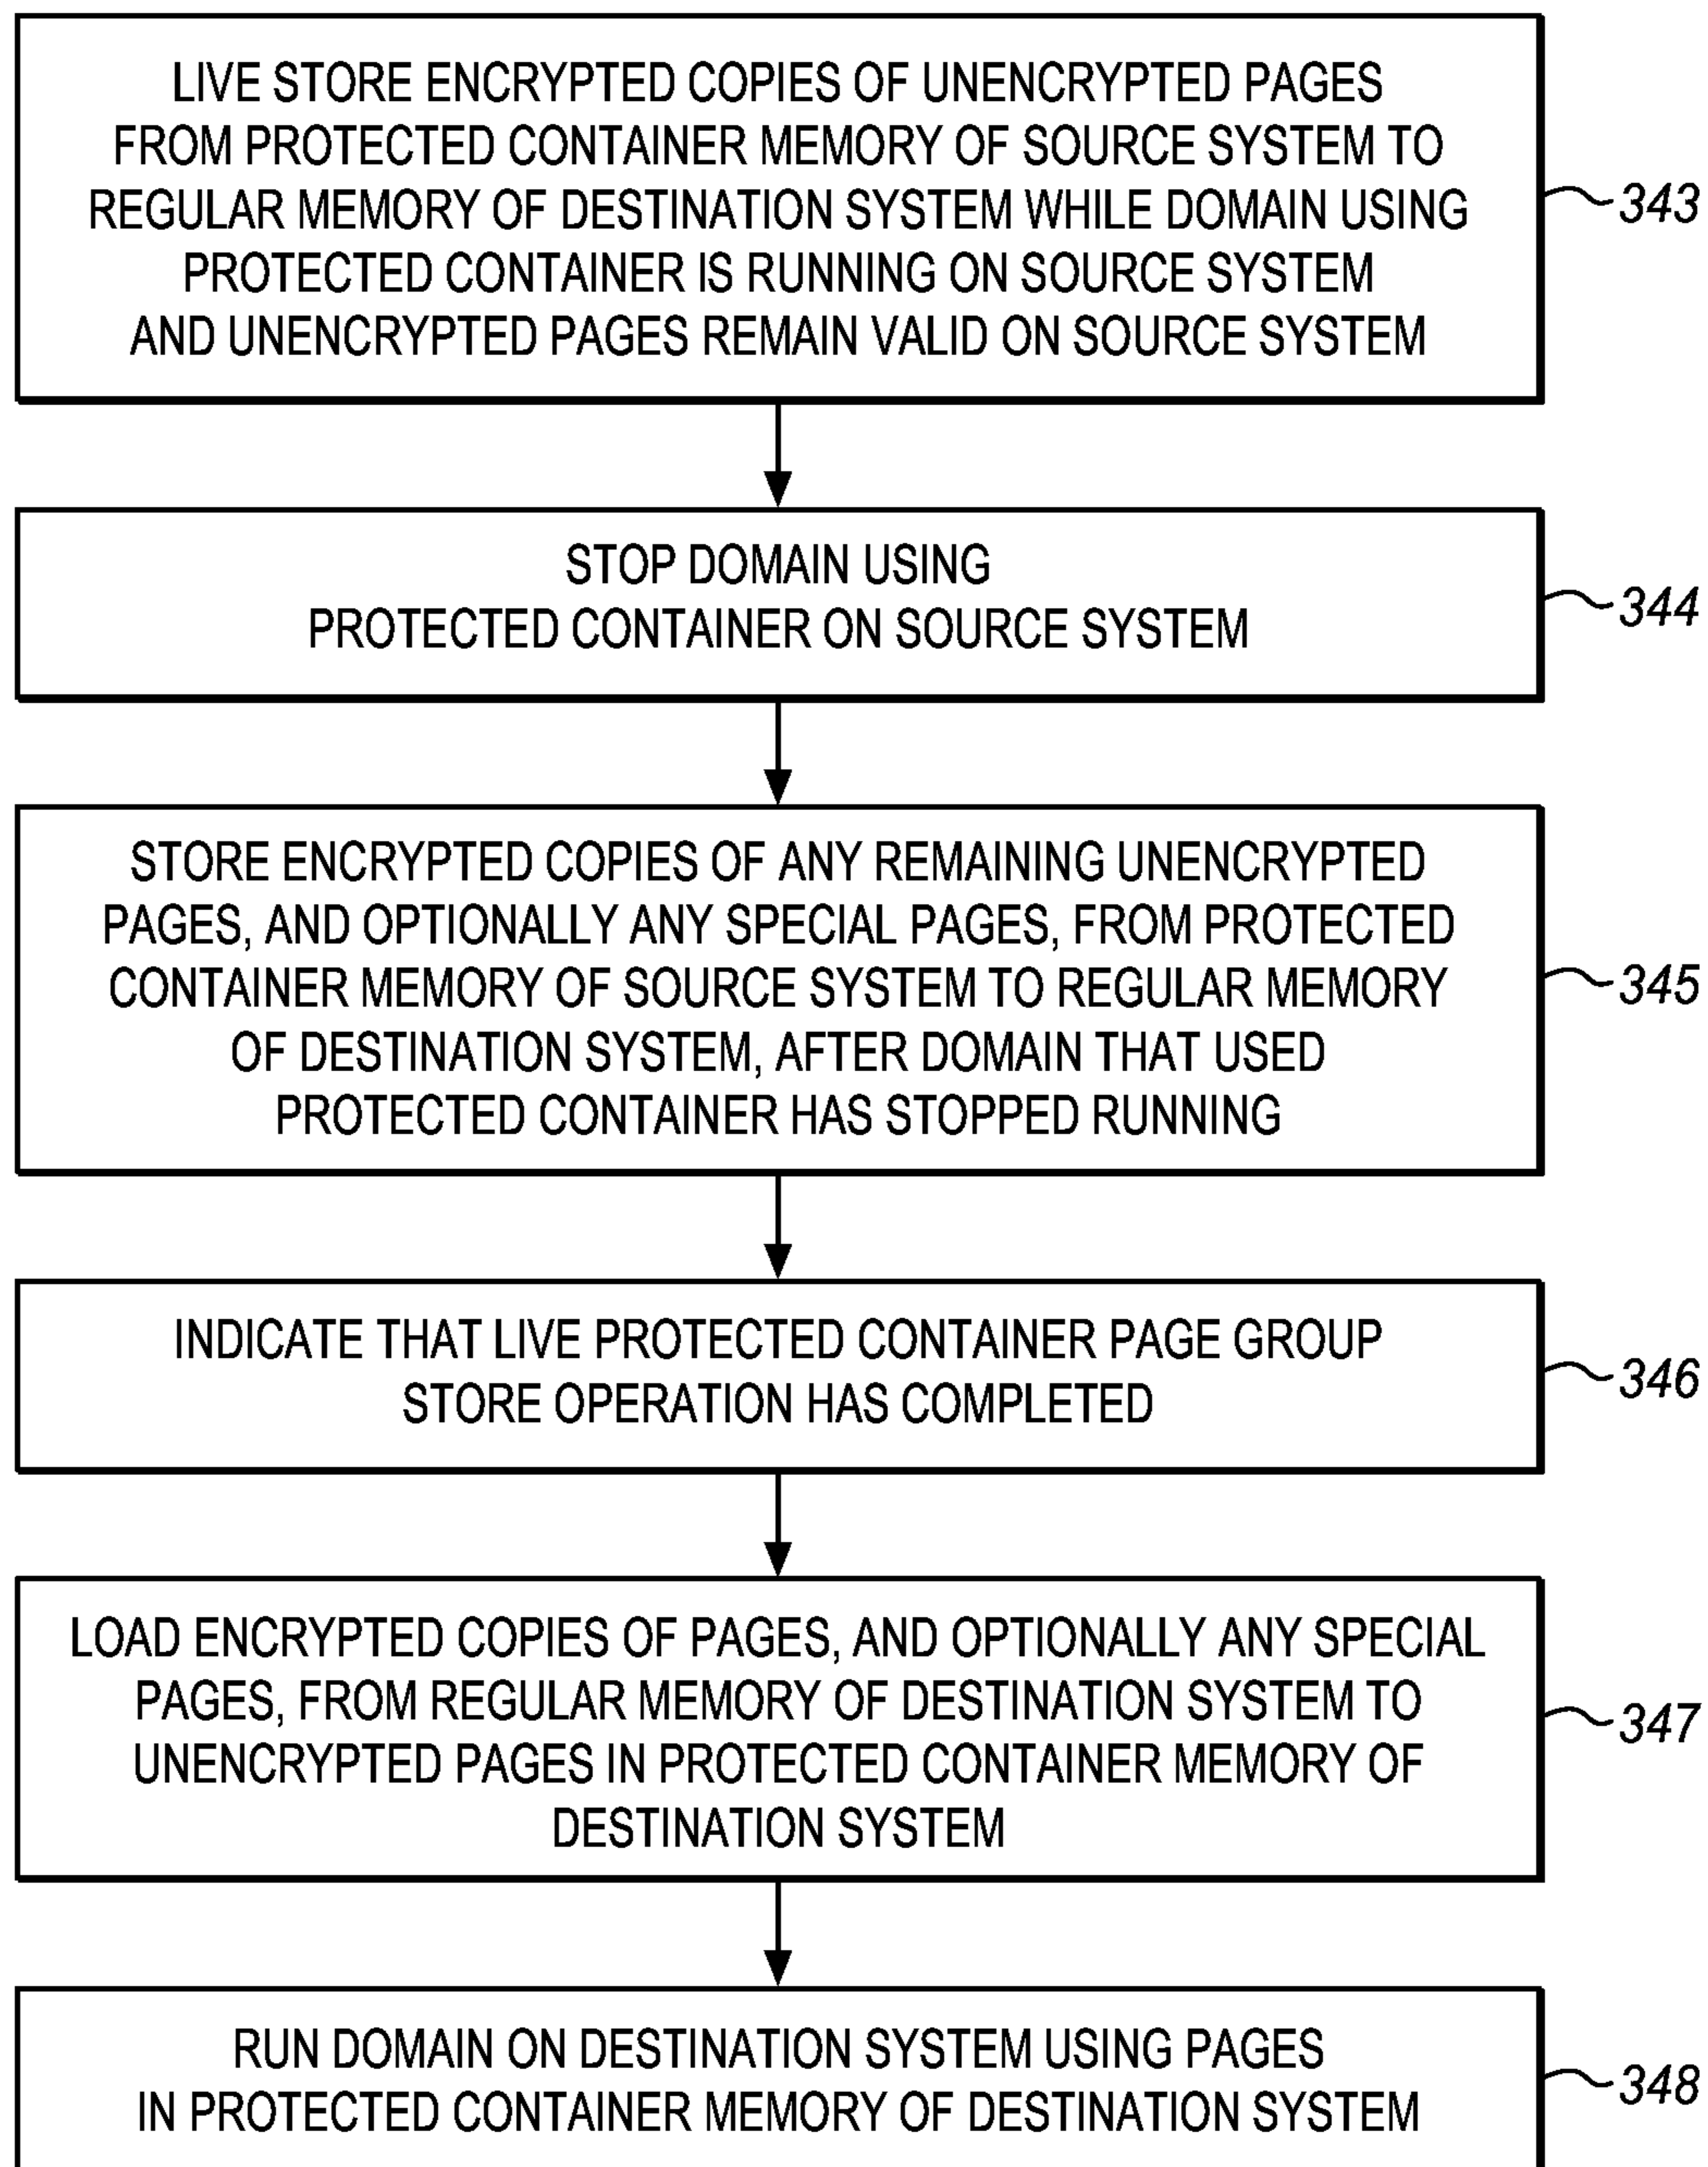 LIVE STORE ENCRYPTED COPIES OF UNENCRYPTED PAGES
FROM PROTECTED CONTAINER MEMORY OF SOURCE SYSTEM TO
REGULAR MEMORY OF DESTINATION SYSTEM WHILE DOMAIN USING
PROTECTED CONTAINER IS RUNNING ON SOURCE SYSTEM
AND UNENCRYPTED PAGES REMAIN VALID ON SOURCE SYSTEM
343
STOP DOMAIN USING
PROTECTED CONTAINER ON SOURCE SYSTEM
344
STORE ENCRYPTED COPIES OF ANY REMAINING UNENCRYPTED
PAGES, AND OPTIONALLY ANY SPECIAL PAGES, FROM PROTECTED
CONTAINER MEMORY OF SOURCE SYSTEM TO REGULAR MEMORY
OF DESTINATION SYSTEM, AFTER DOMAIN THAT USED
PROTECTED CONTAINER HAS STOPPED RUNNING
345
INDICATE THAT LIVE PROTECTED CONTAINER PAGE GROUP
STORE OPERATION HAS COMPLETED
346
LOAD ENCRYPTED COPIES OF PAGES, AND OPTIONALLY ANY SPECIAL
PAGES, FROM REGULAR MEMORY OF DESTINATION SYSTEM TO
UNENCRYPTED PAGES IN PROTECTED CONTAINER MEMORY OF
DESTINATION SYSTEM
347
RUN DOMAIN ON DESTINATION SYSTEM USING PAGES
IN PROTECTED CONTAINER MEMORY OF DESTINATION SYSTEM
348